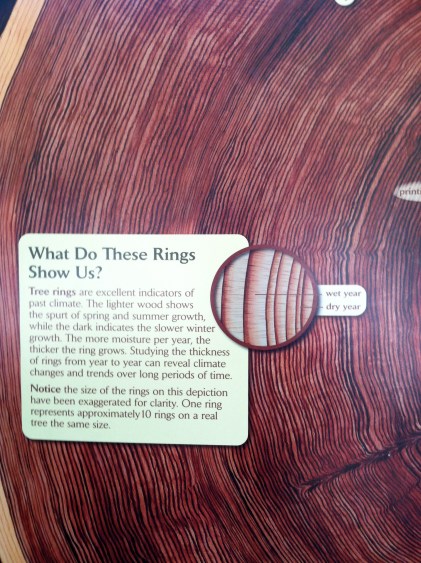 printi
What Do These Rings
Show Us?
Tree rings are excellent indicators of
past climate. The lighter wood shows
the spurt of spring and summer growth,
while the dark indicates the slower winter
growth. The more moisture per year, the
thicker the ring grows. Studying the thickness
of rings from year to year can reveal climate
changes and trends over long periods of time.
Notice the size of the rings on this depiction
have been exaggerated for clarity. One ring
represents approximately10 rings on a real
tree the same size.
wet year
dry year